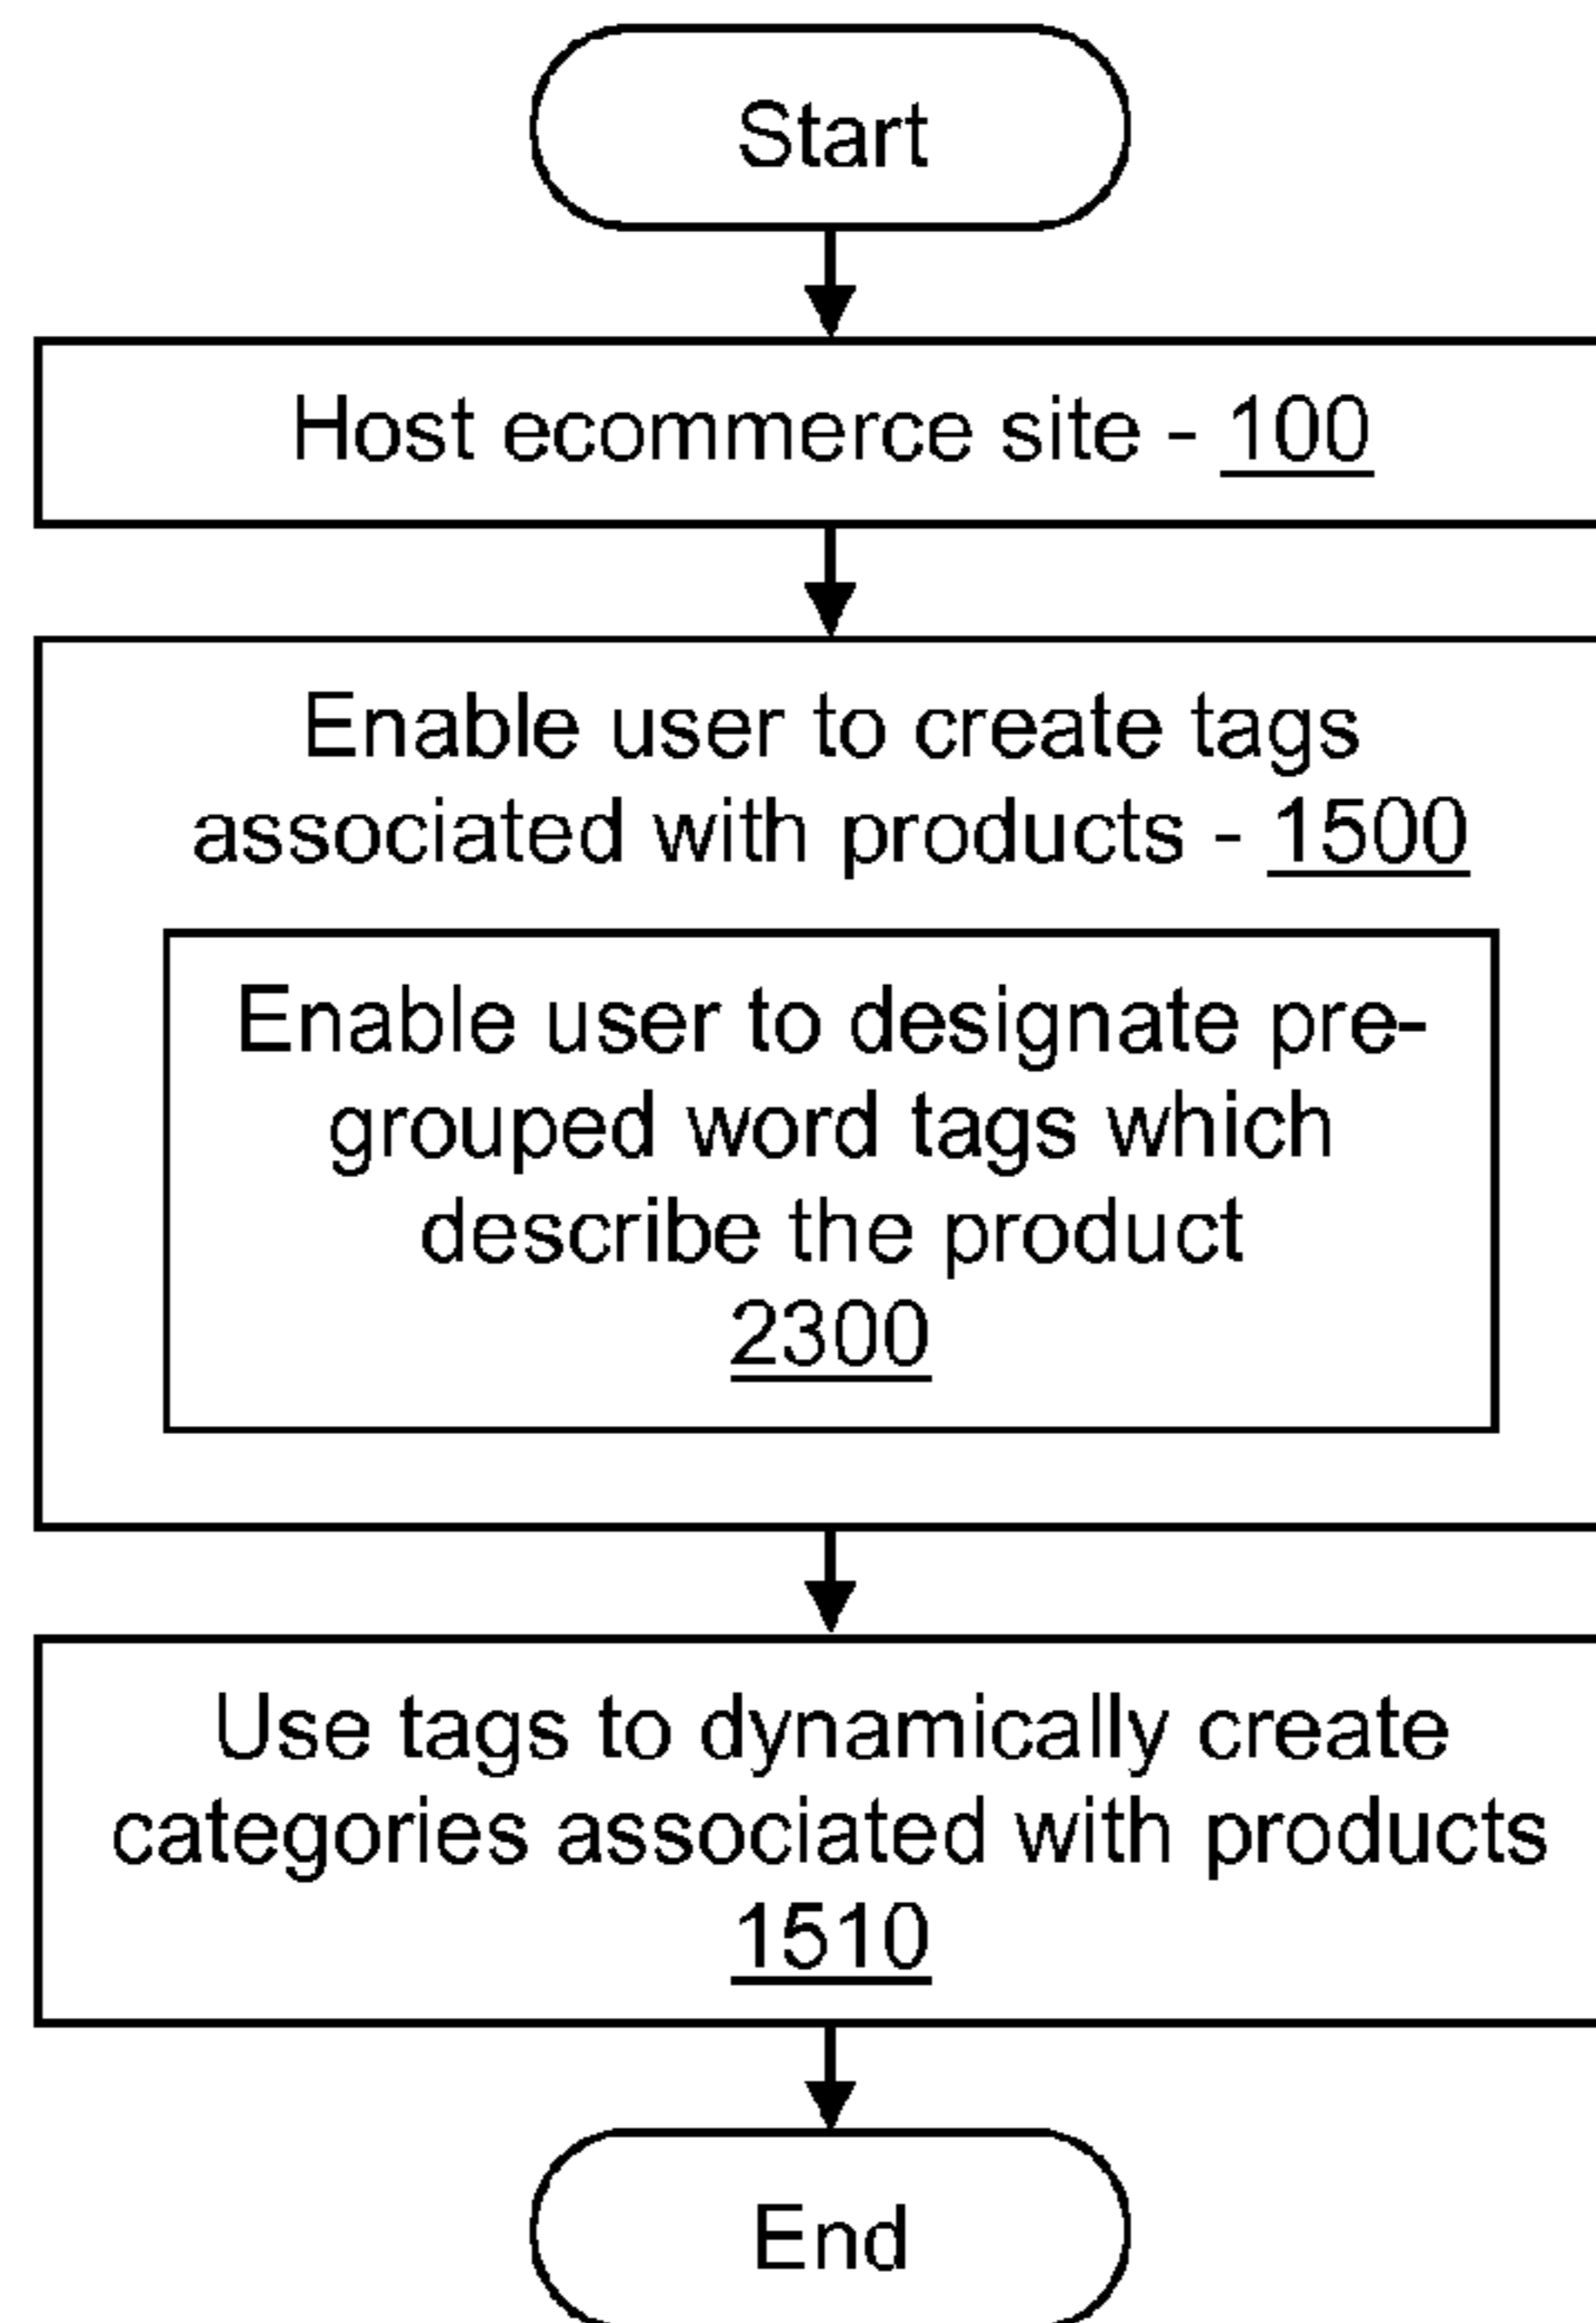 Start
Host ecommerce site - 100
Enable user to create tags
associated with products - 1500
Enable user to designate pre-
grouped word tags which
describe the product
2300
Use tags to dynamically create
categories associated with products
1510
End